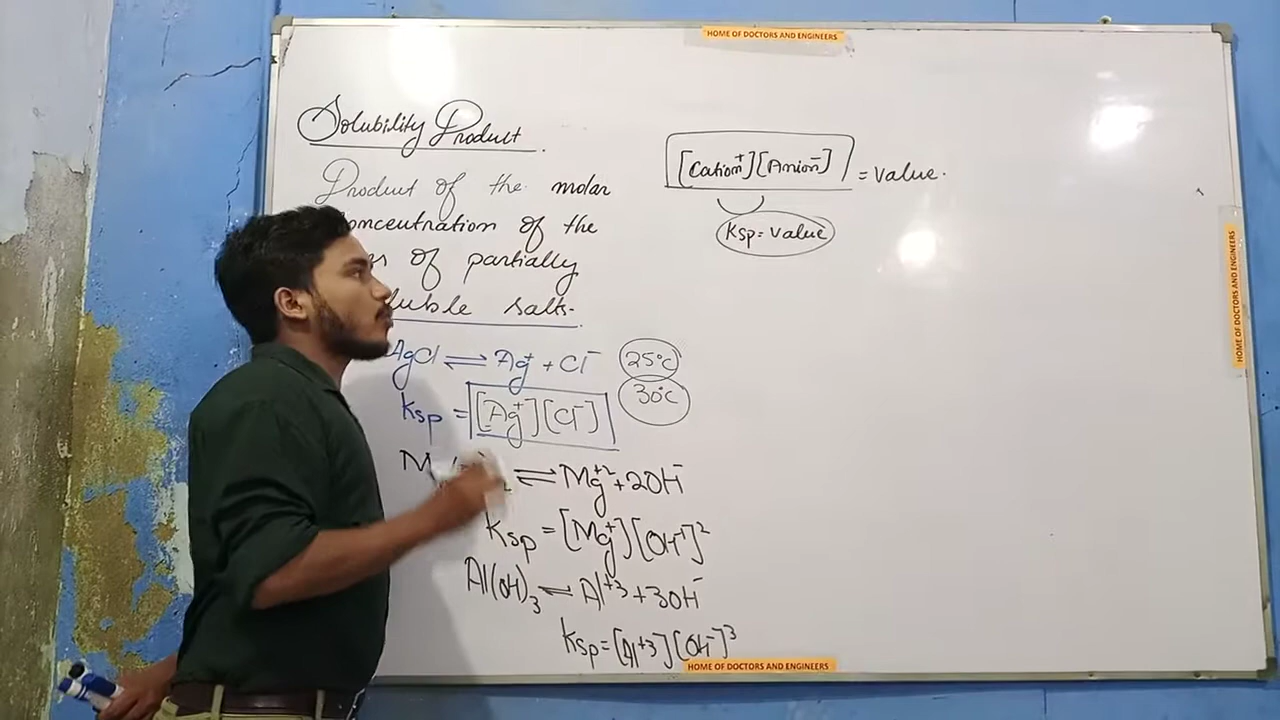 HOME OF DOCTORS AND ENGINEERS
Solubility Product.
Product of the molar
oncentration of the
of partially
luble salts.
AgCl ⇌ Ag⁺ + Cl⁻
25°C
30°C
Ksp = [Ag⁺][Cl⁻]
M ⇌ Mg⁺² + 2OH⁻
Ksp = [Mg⁺][OH⁻]²
Al(OH)₃ ⇌ Al⁺³ + 3OH⁻
Ksp = [Al⁺³][OH⁻]³
[Cation⁺][Anion⁻] = value.
Ksp = value
HOME OF DOCTORS AND ENGINEERS
HOME OF DOCTORS AND ENGINEERS